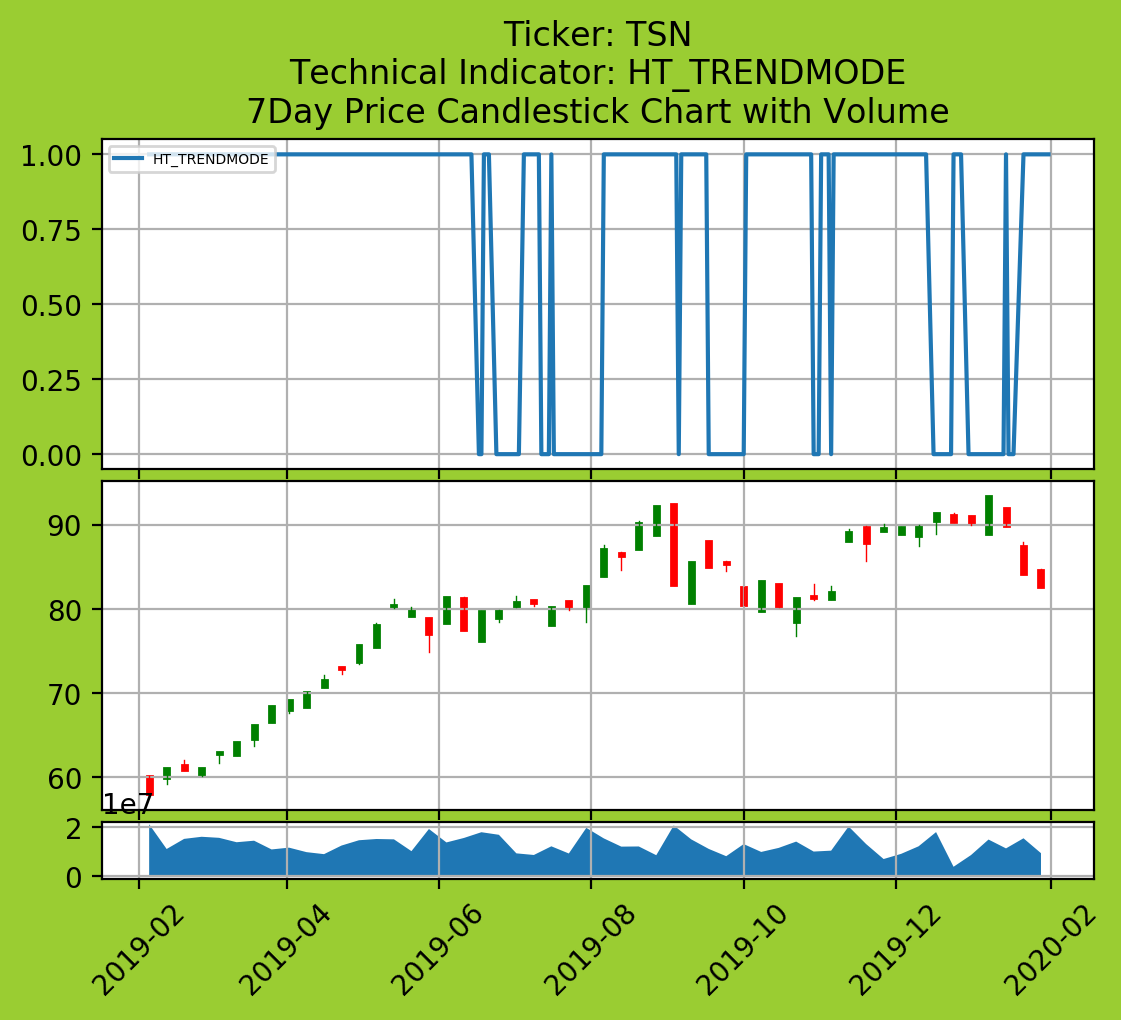 Ticker: TSN
Technical Indicator: HT_TRENDMODE
7Day Price Candlestick Chart with Volume
1.00
HT_TRENDMODE
0.75
0.50
0.25
0.00
90
80
70
60
1e7
2
0
2019-02 2019-04 2019-06 2019-08 2019-10 2019-12 2020-02